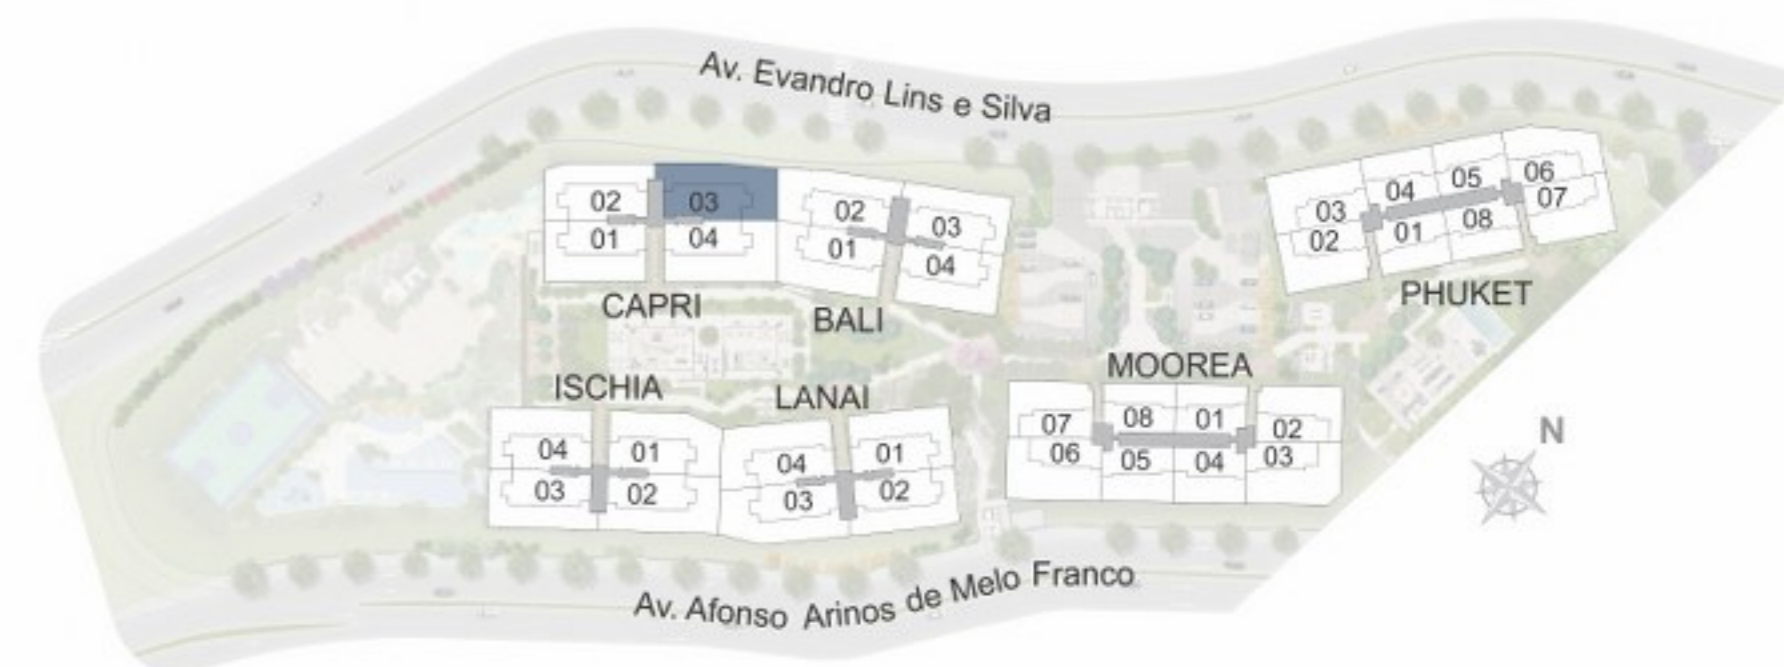 Av. Evandro Lins e Silva
02 03
01 04
CAPRI
02 03
01 04
BALI
03 04 05 06
02 01 08 07
PHUKET
ISCHIA
04 01
03 02
LANAI
04 01
03 02
MOOREA
07 08 01 02
06 05 04 03
N
Av. Afonso Arinos de Melo Franco